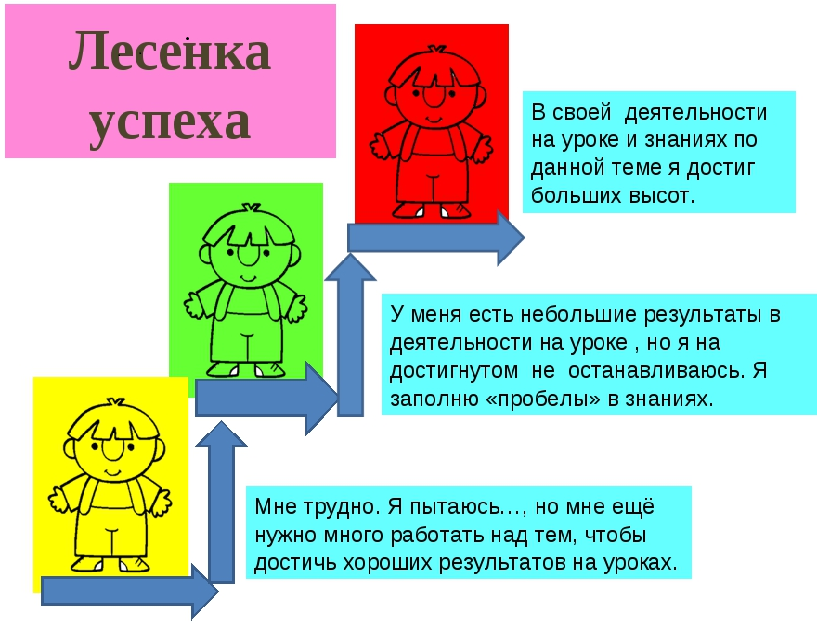 Лесенка
успеха
В своей деятельности
на уроке и знаниях по
данной теме я достиг
больших высот.
У меня есть небольшие результаты в
деятельности на уроке , но я на
достигнутом не останавливаюсь. Я
заполню «пробелы» в знаниях.
Мне трудно. Я пытаюсь…, но мне ещё
нужно много работать над тем, чтобы
достичь хороших результатов на уроках.